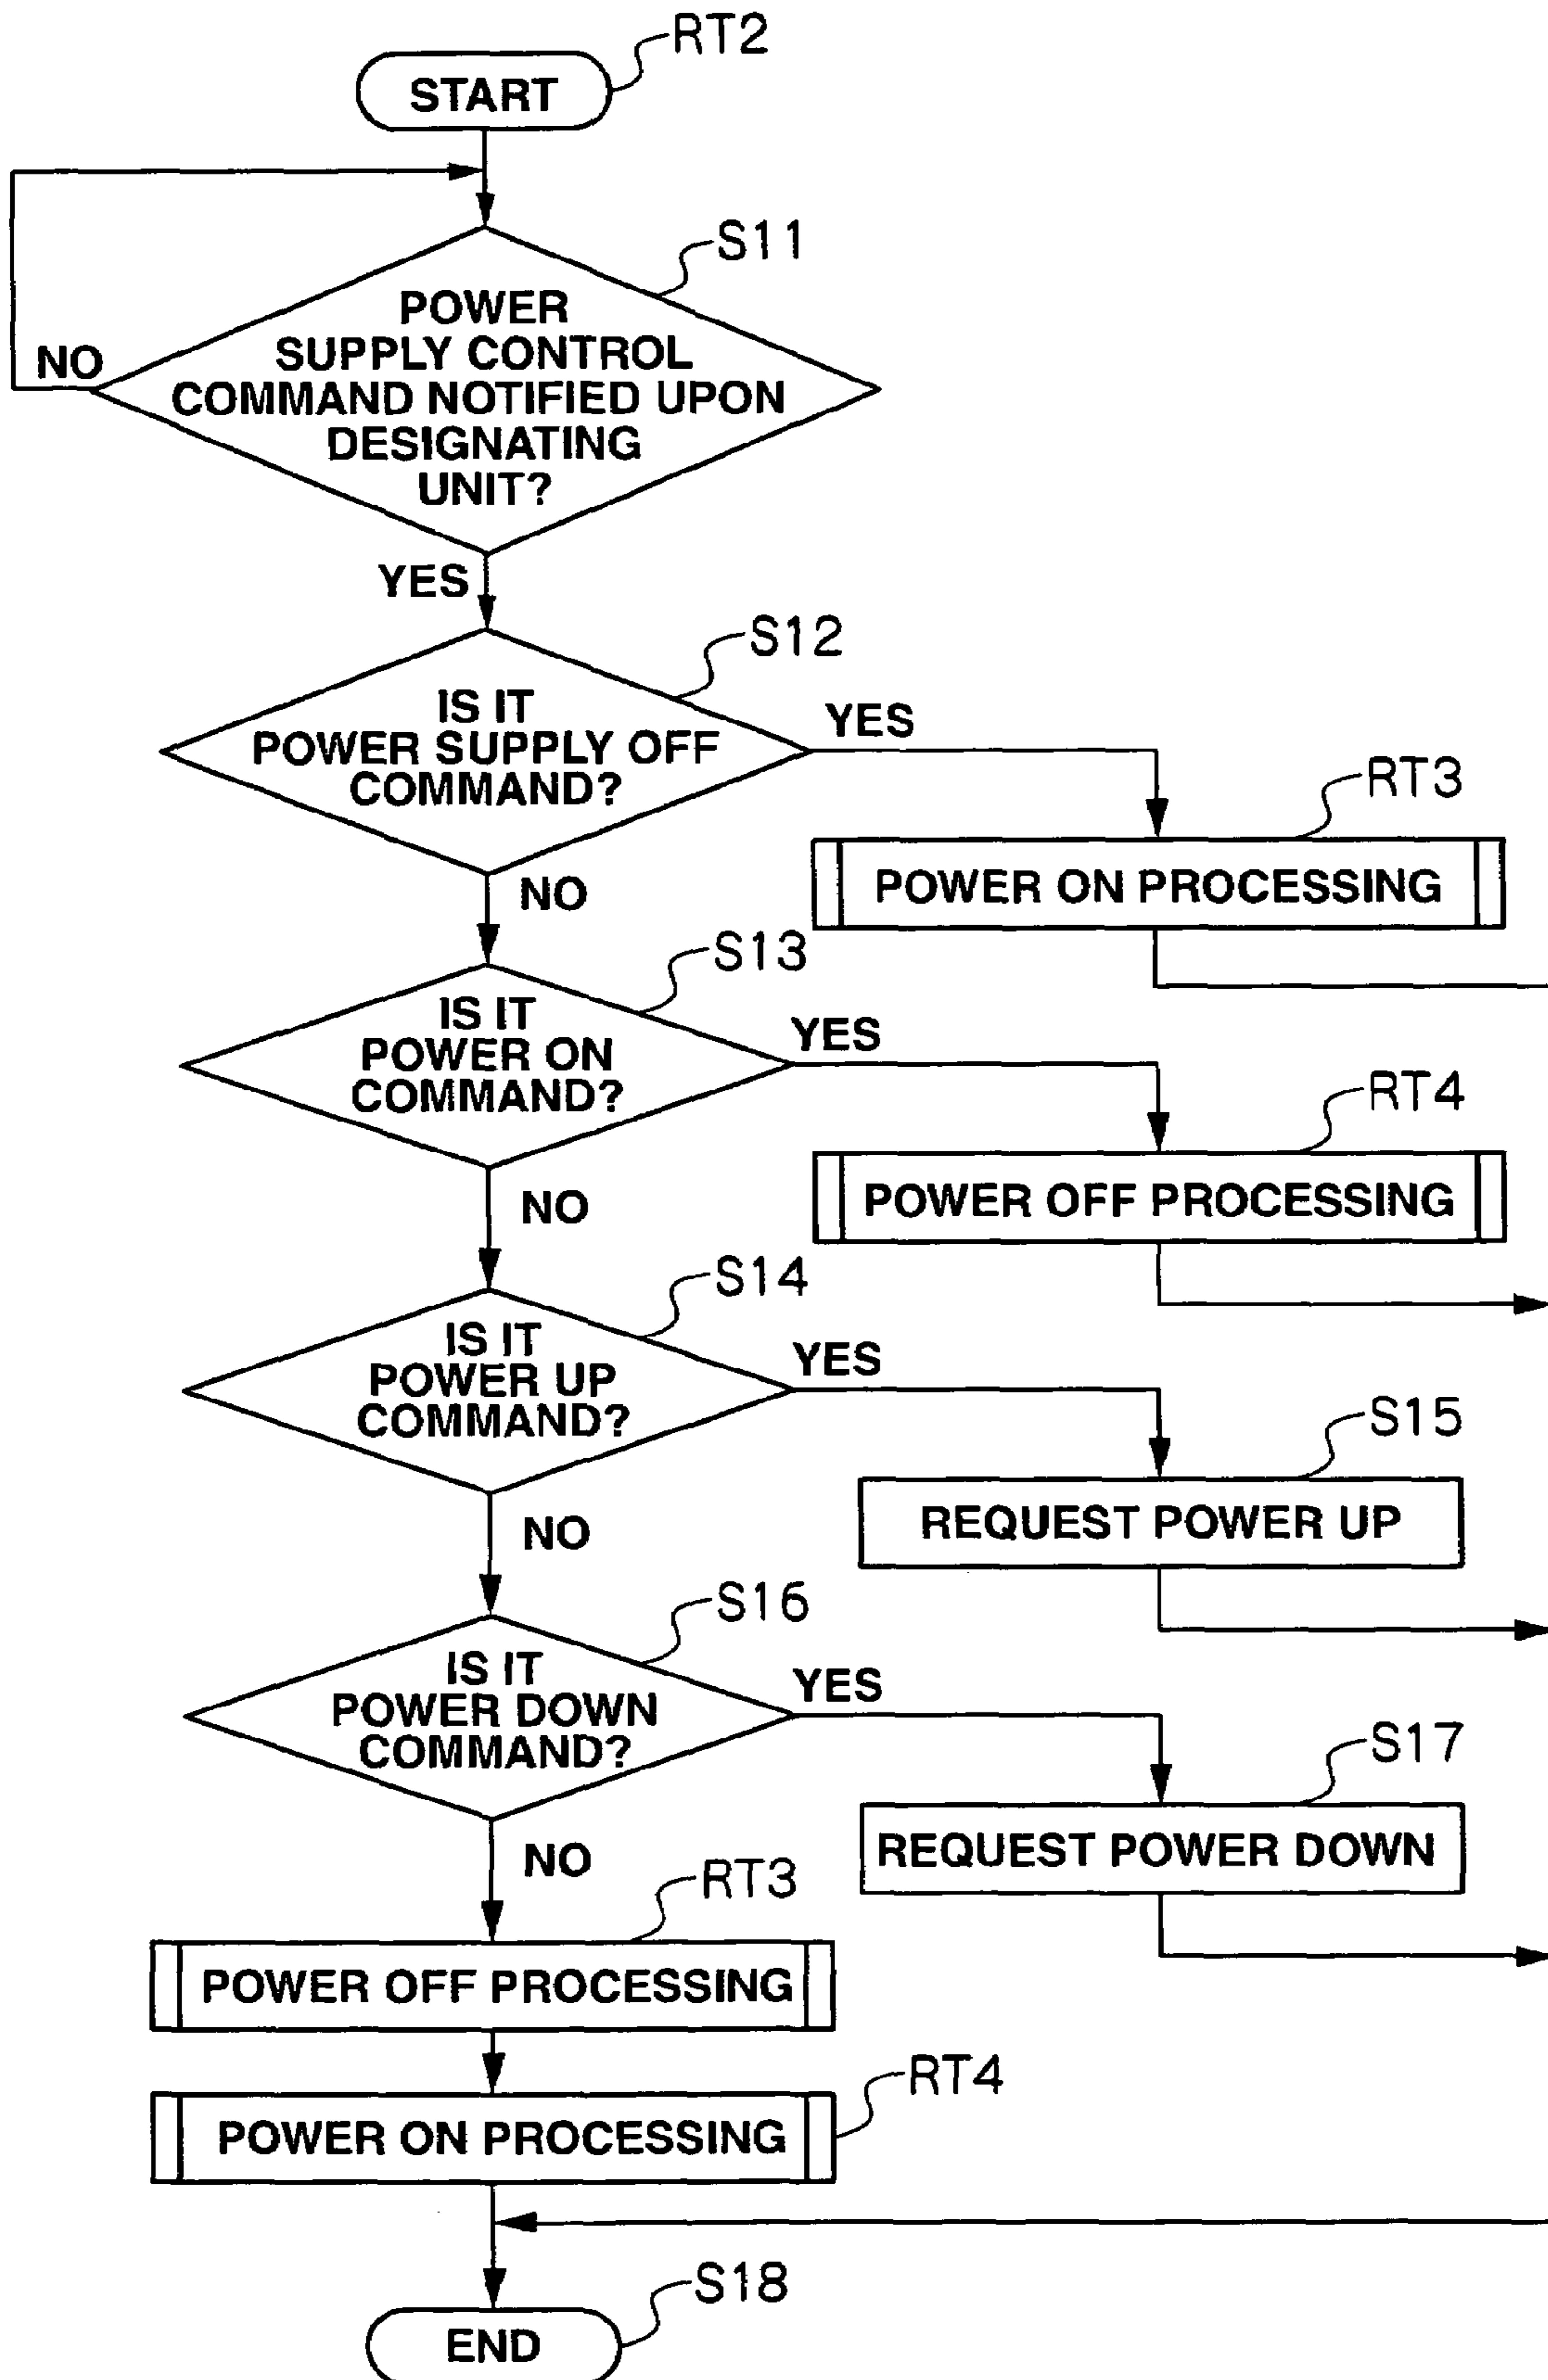 RT2
START
S11
POWER
SUPPLY CONTROL
COMMAND NOTIFIED UPON
DESIGNATING
UNIT?
NO
YES
S12
IS IT
POWER SUPPLY OFF
COMMAND?
YES
RT3
POWER ON PROCESSING
NO
S13
IS IT
POWER ON
COMMAND?
YES
RT4
POWER OFF PROCESSING
NO
S14
IS IT
POWER UP
COMMAND?
YES
S15
REQUEST POWER UP
NO
S16
IS IT
POWER DOWN
COMMAND?
YES
S17
REQUEST POWER DOWN
NO
RT3
POWER OFF PROCESSING
RT4
POWER ON PROCESSING
S18
END